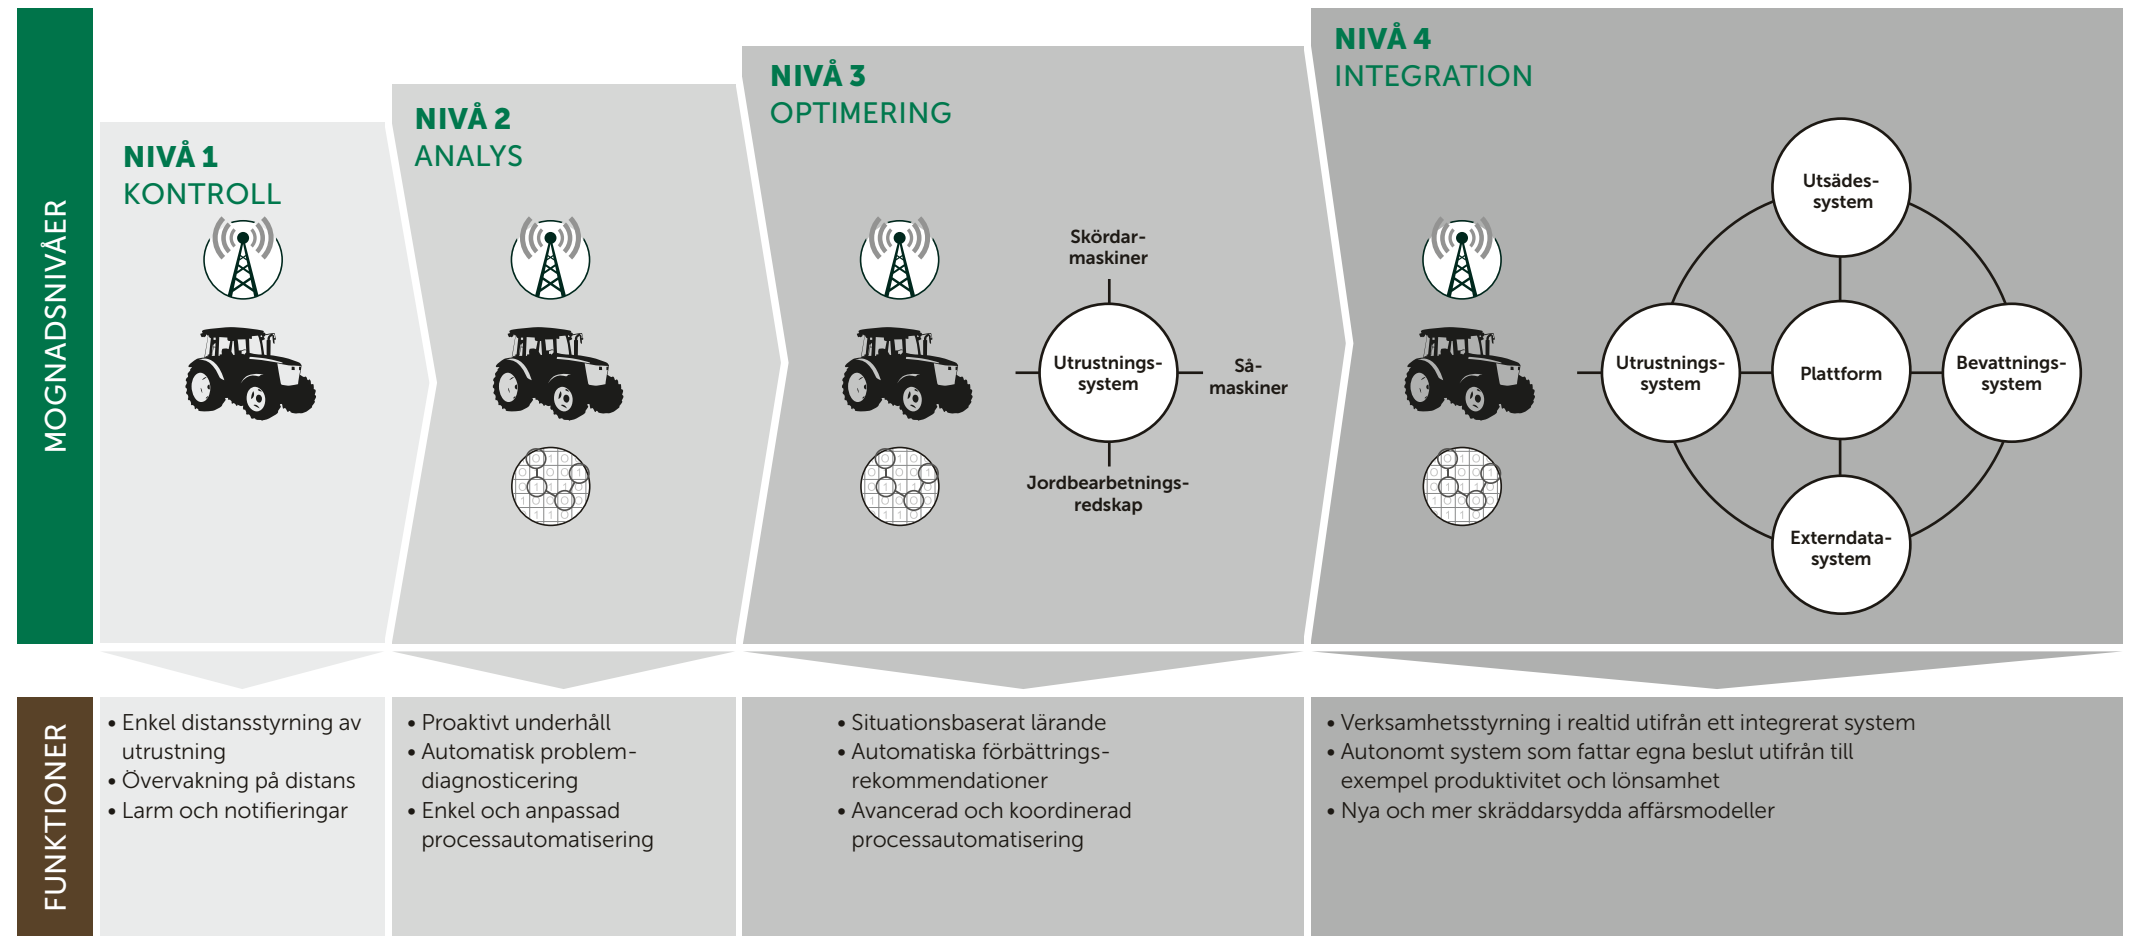 MOGNADSNIVÅER
NIVÅ 1
KONTROLL
NIVÅ 2
ANALYS
NIVÅ 3
OPTIMERING
Skördar-
maskiner
Utrustnings-
system
Så-
maskiner
Jordbearbetnings-
redskap
NIVÅ 4
INTEGRATION
Utsädes-
system
Utrustnings-
system
Plattform
Bevattnings-
system
Externdata-
system
FUNKTIONER
• Enkel distansstyrning av
utrustning
• Övervakning på distans
• Larm och notifieringar
• Proaktivt underhåll
• Automatisk problem-
diagnosticering
• Enkel och anpassad
processautomatisering
• Situationsbaserat lärande
• Automatiska förbättrings-
rekommendationer
• Avancerad och koordinerad
processautomatisering
• Verksamhetsstyrning i realtid utifrån ett integrerat system
• Autonomt system som fattar egna beslut utifrån till
exempel produktivitet och lönsamhet
• Nya och mer skräddarsydda affärsmodeller